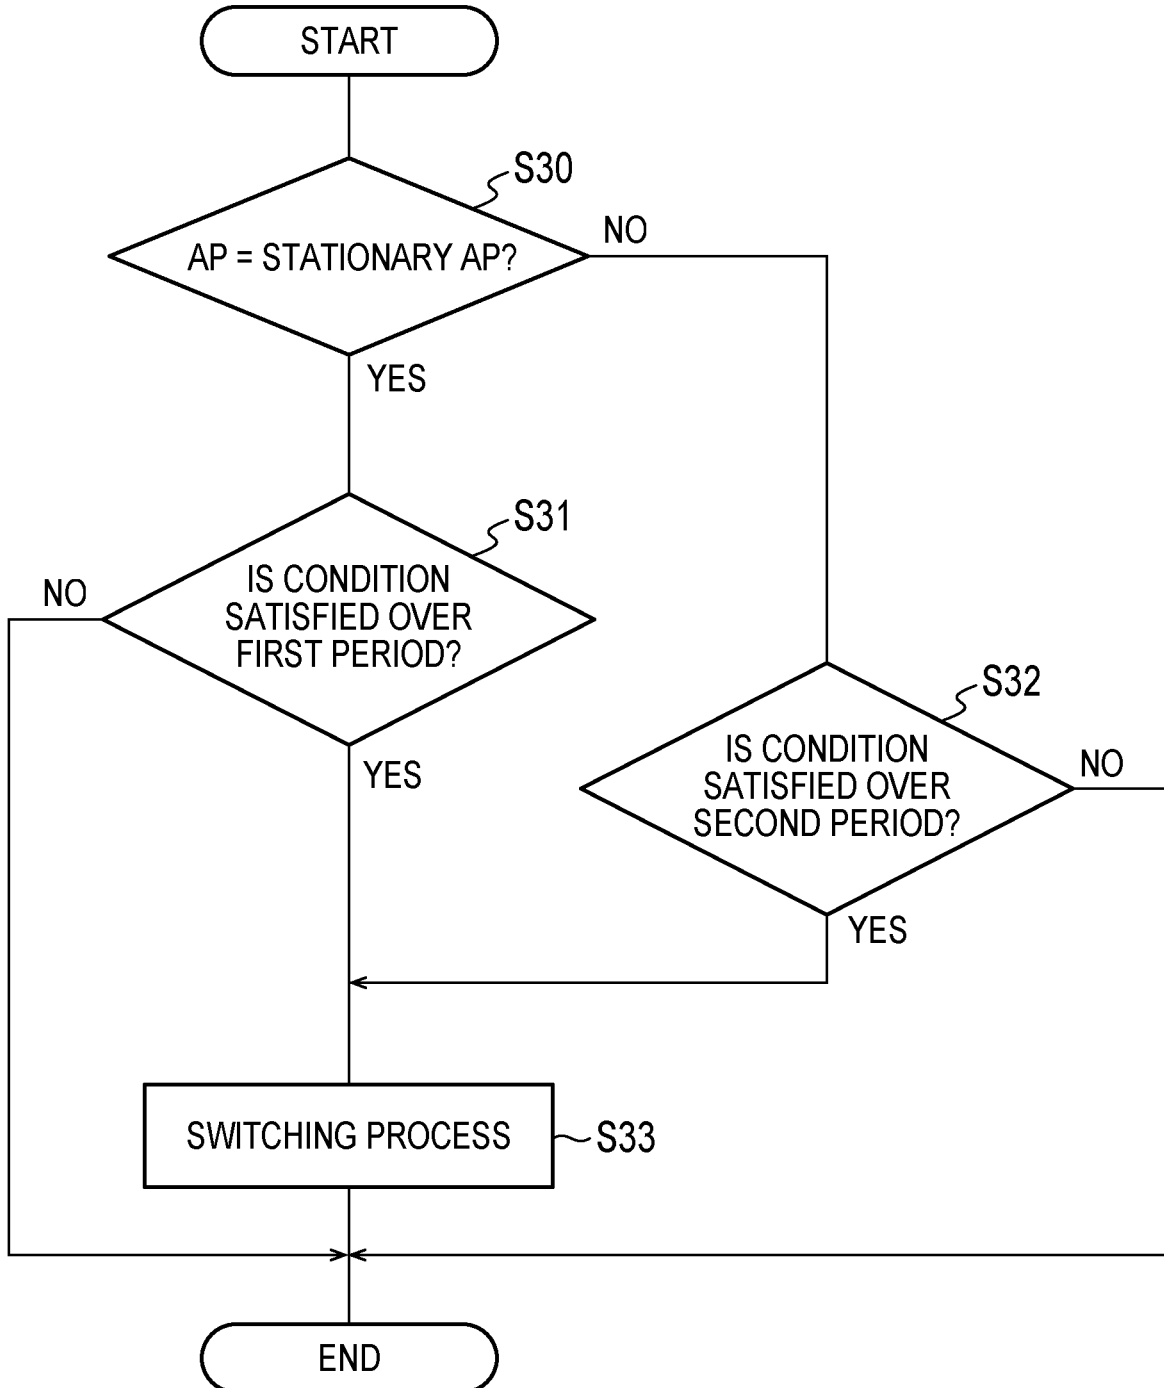 START
S30
NO
AP = STATIONARY AP?
YES
S31
NO
IS CONDITION
SATISFIED OVER
FIRST PERIOD?
YES
S32
NO
IS CONDITION
SATISFIED OVER
SECOND PERIOD?
YES
SWITCHING PROCESS
S33
END